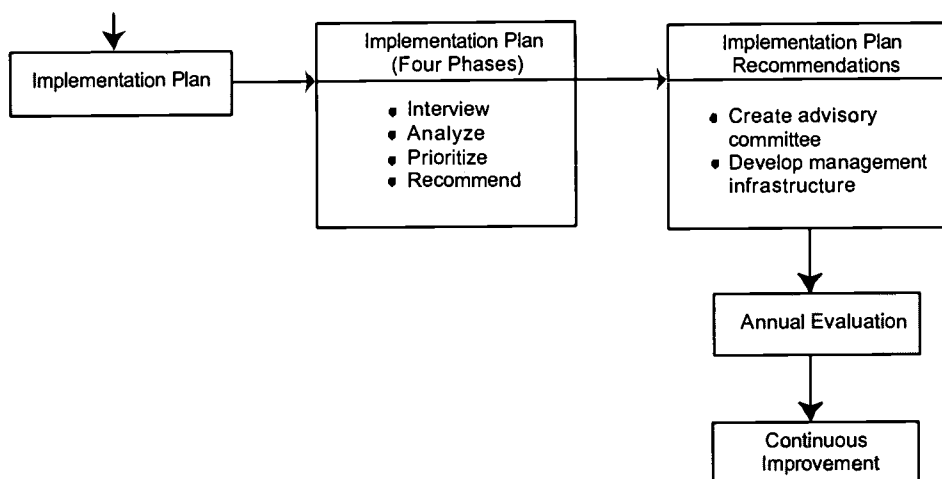 Implementation Plan
Implementation Plan
(Four Phases)
• Interview
• Analyze
• Prioritize
• Recommend
Implementation Plan
Recommendations
• Create advisory
committee
• Develop management
infrastructure
Annual Evaluation
Continuous
Improvement